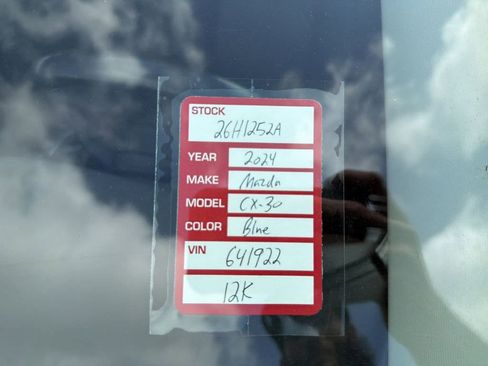 STOCK
26H1252A
YEAR 2024
MAKE Mazda
MODEL CX-30
COLOR Blue
VIN 641922
12K